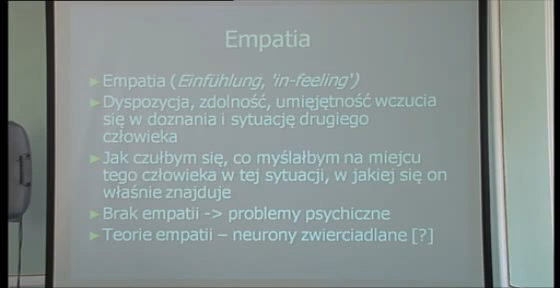 Empatia
Empatia (Einfühlung, 'in-feeling')
Dyspozycja, zdolność, umiejętność wczucia
się w doznania i sytuację drugiego
człowieka
Jak czułbym się, co myślałbym na miejcu
tego człowieka w tej sytuacji, w jakiej się on
właśnie znajduje
Brak empatii -> problemy psychiczne
Teorie empatii – neurony zwierciadlane [?]